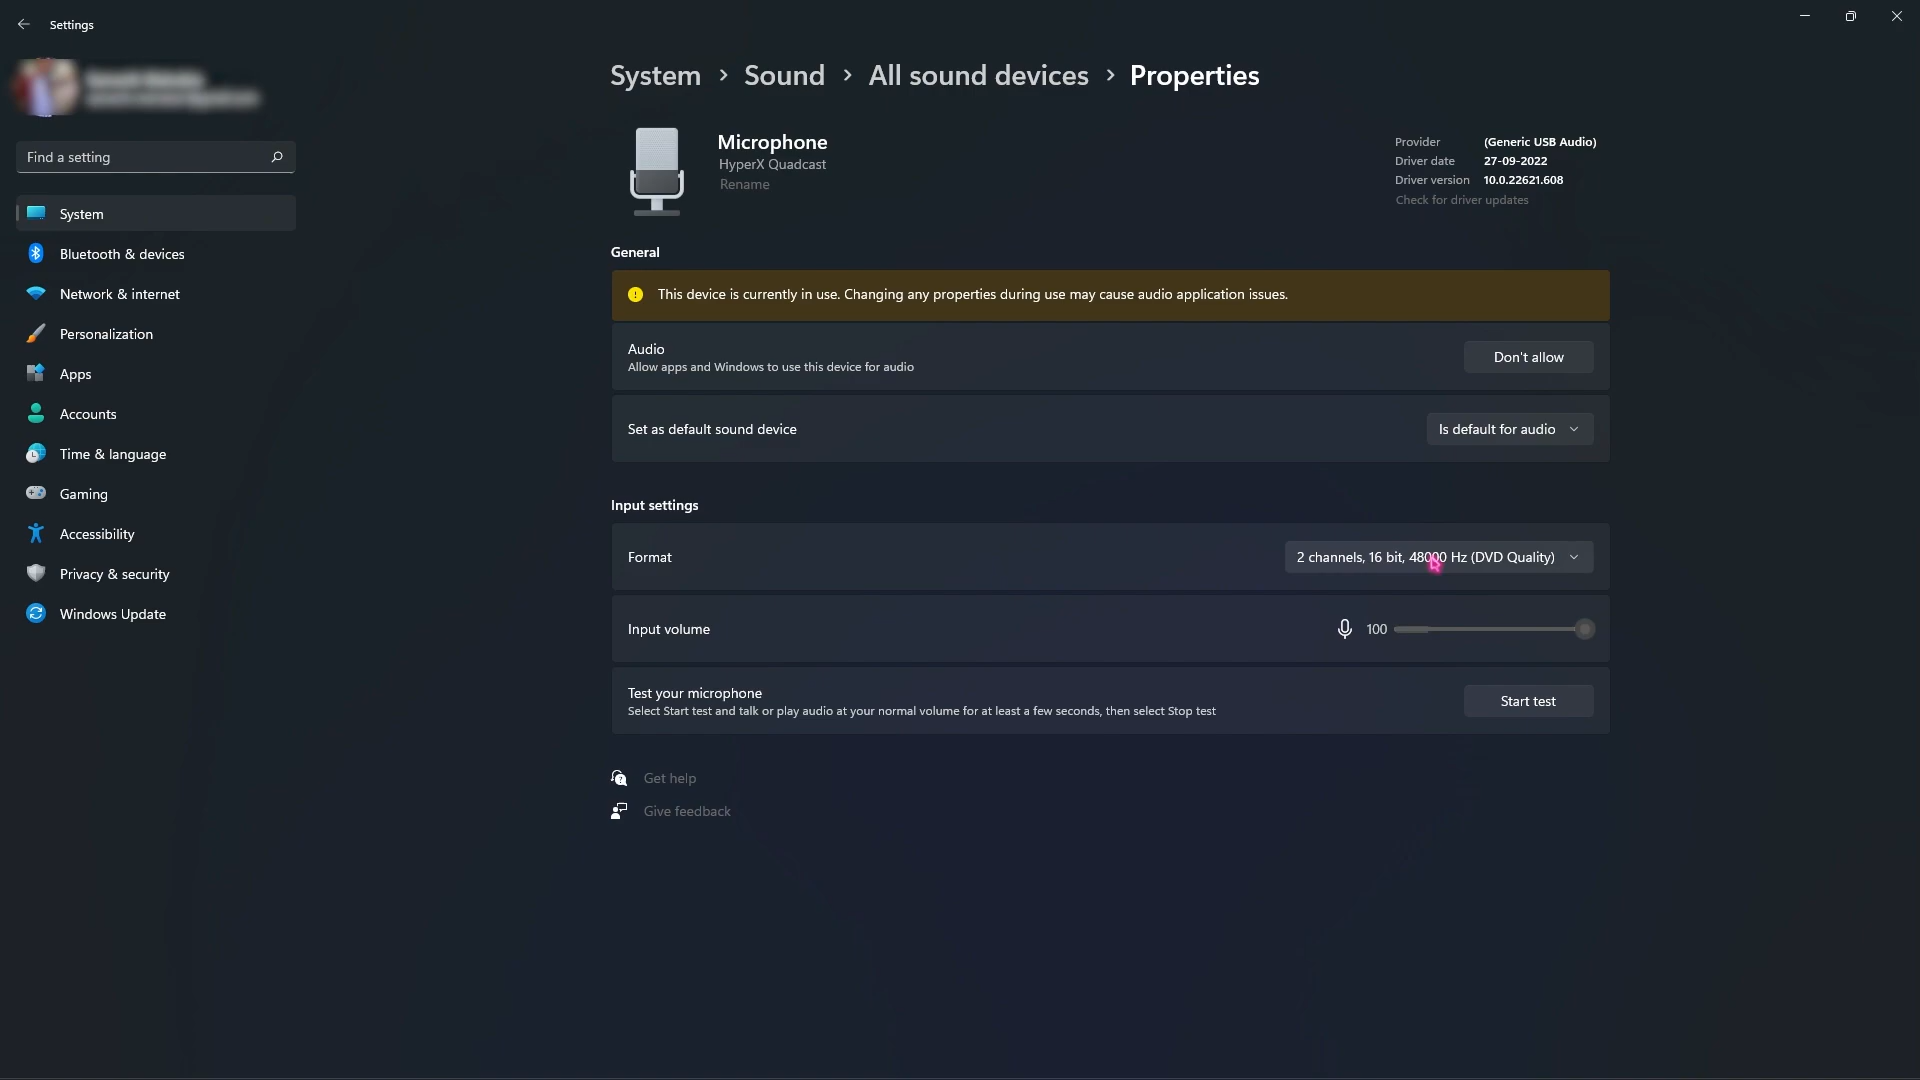 Settings
System > Sound > All sound devices > Properties
Find a setting
System
Bluetooth & devices
Network & internet
Personalization
Apps
Accounts
Time & language
Gaming
Accessibility
Privacy & security
Windows Update
Microphone
HyperX Quadcast
Rename
Provider (Generic USB Audio)
Driver date 27-09-2022
Driver version 10.0.22621.608
Check for driver updates
General
This device is currently in use. Changing any properties during use may cause audio application issues.
Audio
Allow apps and Windows to use this device for audio
Don't allow
Set as default sound device
Is default for audio
Input settings
Format
2 channels, 16 bit, 48000 Hz (DVD Quality)
Input volume
100
Test your microphone
Select Start test and talk or play audio at your normal volume for at least a few seconds, then select Stop test
Start test
Get help
Give feedback